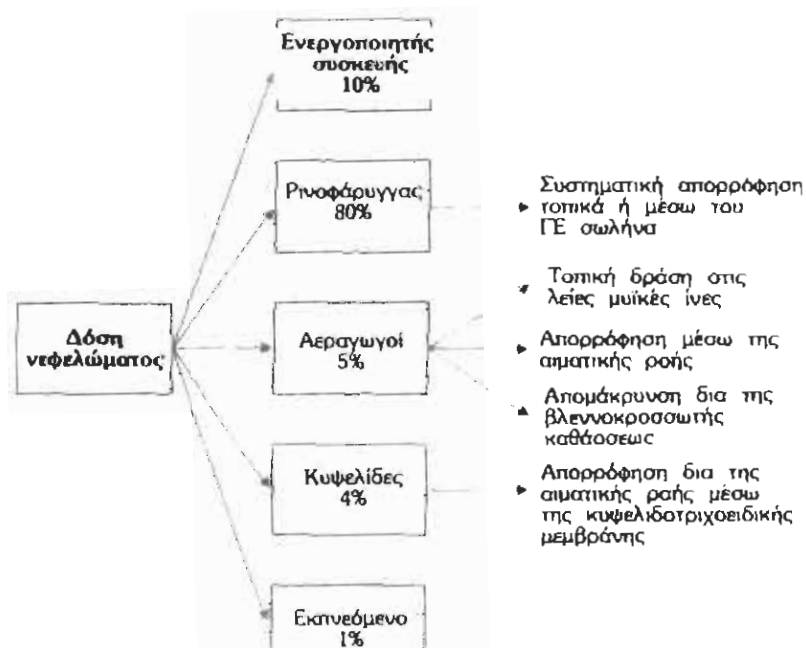 Ενεργοποιητής
συσκευής
10%
Ρινοφάρυγγας
80%
Συστηματική απορρόφηση
τοπικά ή μέσω του
ΓΕ σωλήνα
Δόση
νεφελώματος
Αεραγωγοί
5%
Τοπική δράση στις
λείες μυϊκές ίνες
Απορρόφηση μέσω της
αιματικής ροής
Απομάκρυνση δια της
βλεννοκροσσωτής
καθάοσεως
Κυψελίδες
4%
Απορρόφηση δια της
αιματικής ροής μέσω
της κυψελιδοτριχοειδικής
μεμβράνης
Εκπνεόμενο
1%